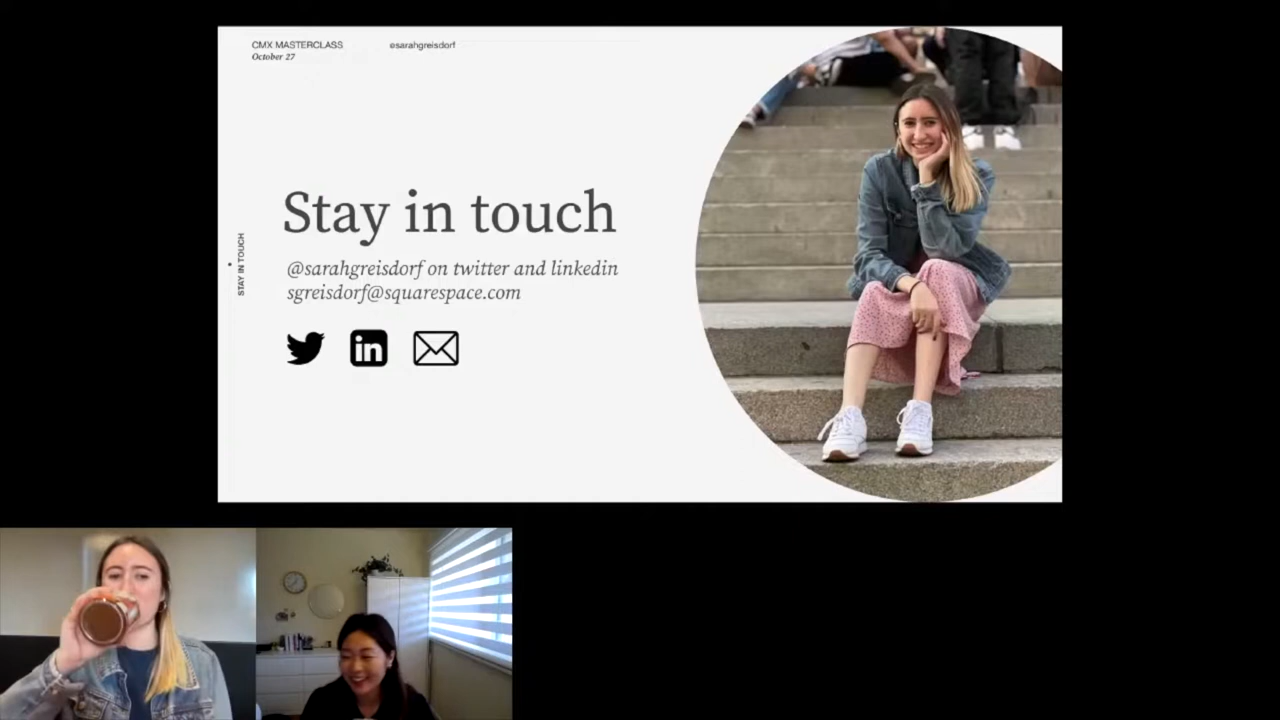 CMX MASTERCLASS
@sarahgreisdorf
October 27
STAY IN TOUCH
Stay in touch
@sarahgreisdorf on twitter and linkedin
sgreisdorf@squarespace.com
in